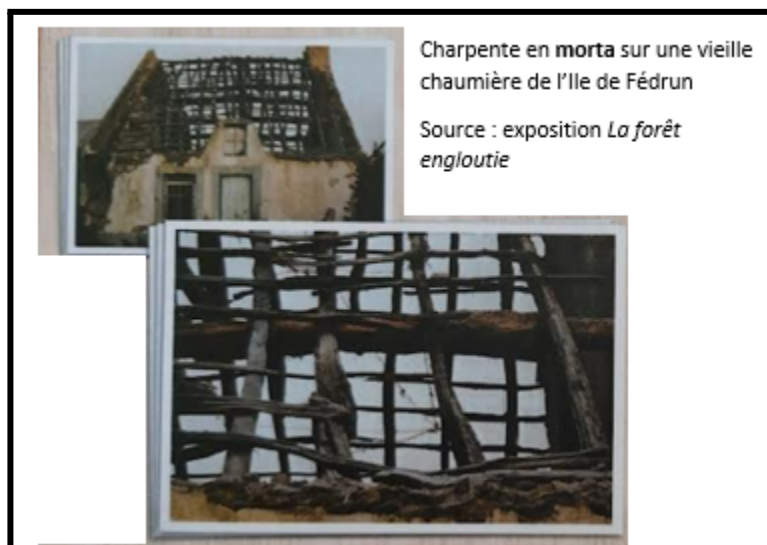 Charpente en morta sur une vieille
chaumière de l'Ile de Fédrun
Source : exposition La forêt
engloutie